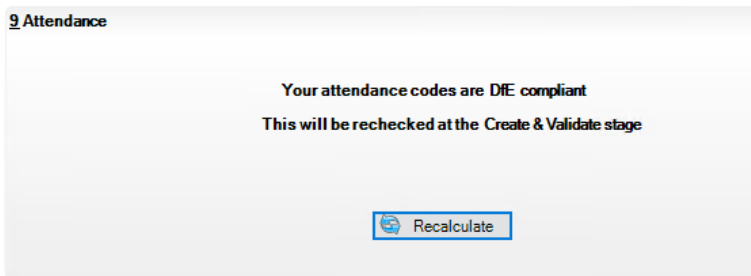 9 Attendance
Your attendance codes are DfE compliant
This will be rechecked at the Create & Validate stage
Recalculate